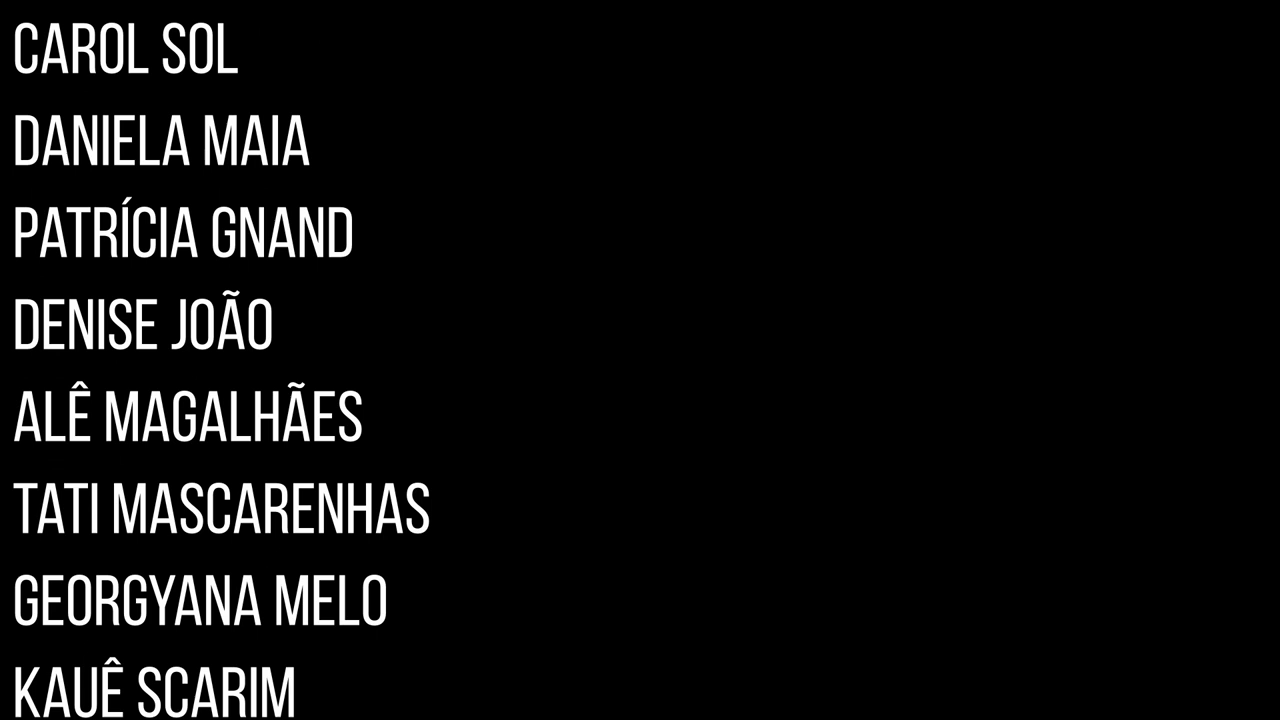 CAROL SOL
DANIELA MAIA
PATRÍCIA GNAND
DENISE JOÃO
ALÊ MAGALHÃES
TATI MASCARENHAS
GEORGYANA MELO
KAUÊ SCARIM